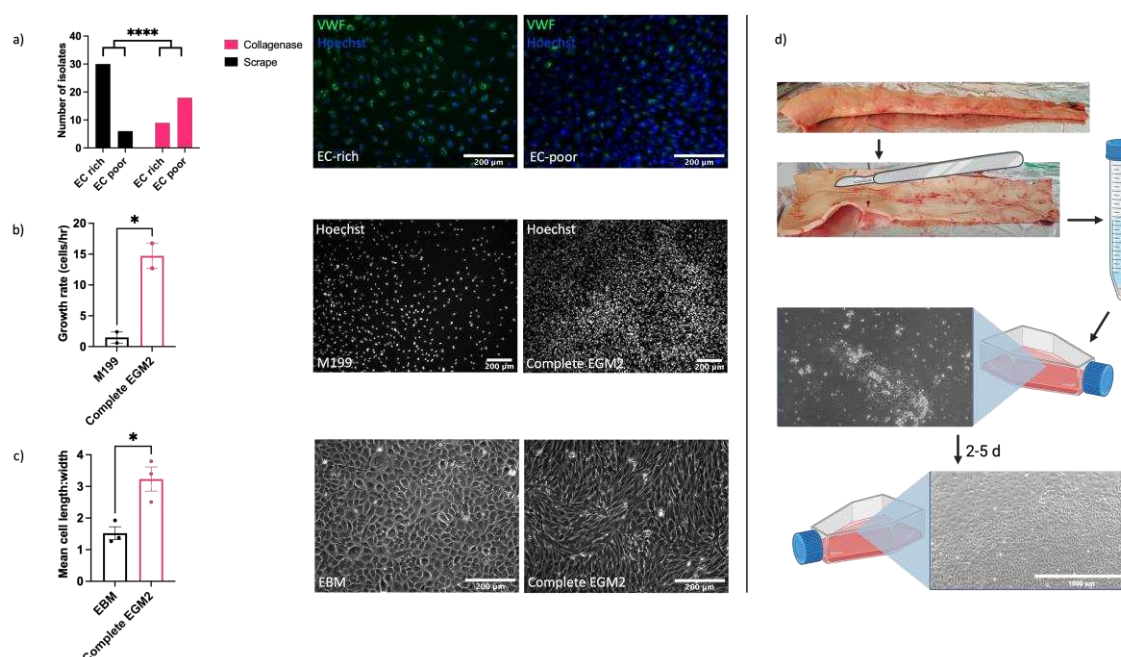 a)
****
Number of isolates
40
30
20
10
0
EC rich
EC poor
EC rich
EC poor
Collagenase
Scrape
VWF
Hoechst
EC-rich
200 µm
VWF
Hoechst
EC-poor
200 µm
b)
*
Growth rate (cells/hr)
20
15
10
5
0
M199
Complete EGM2
Hoechst
M199
200 µm
Complete EGM2
200 µm
c)
*
Mean cell length:width
5
4
3
2
1
0
EBM
Complete EGM2
EBM
200 µm
Complete EGM2
200 µm
d)
2-5 d
1000 µm